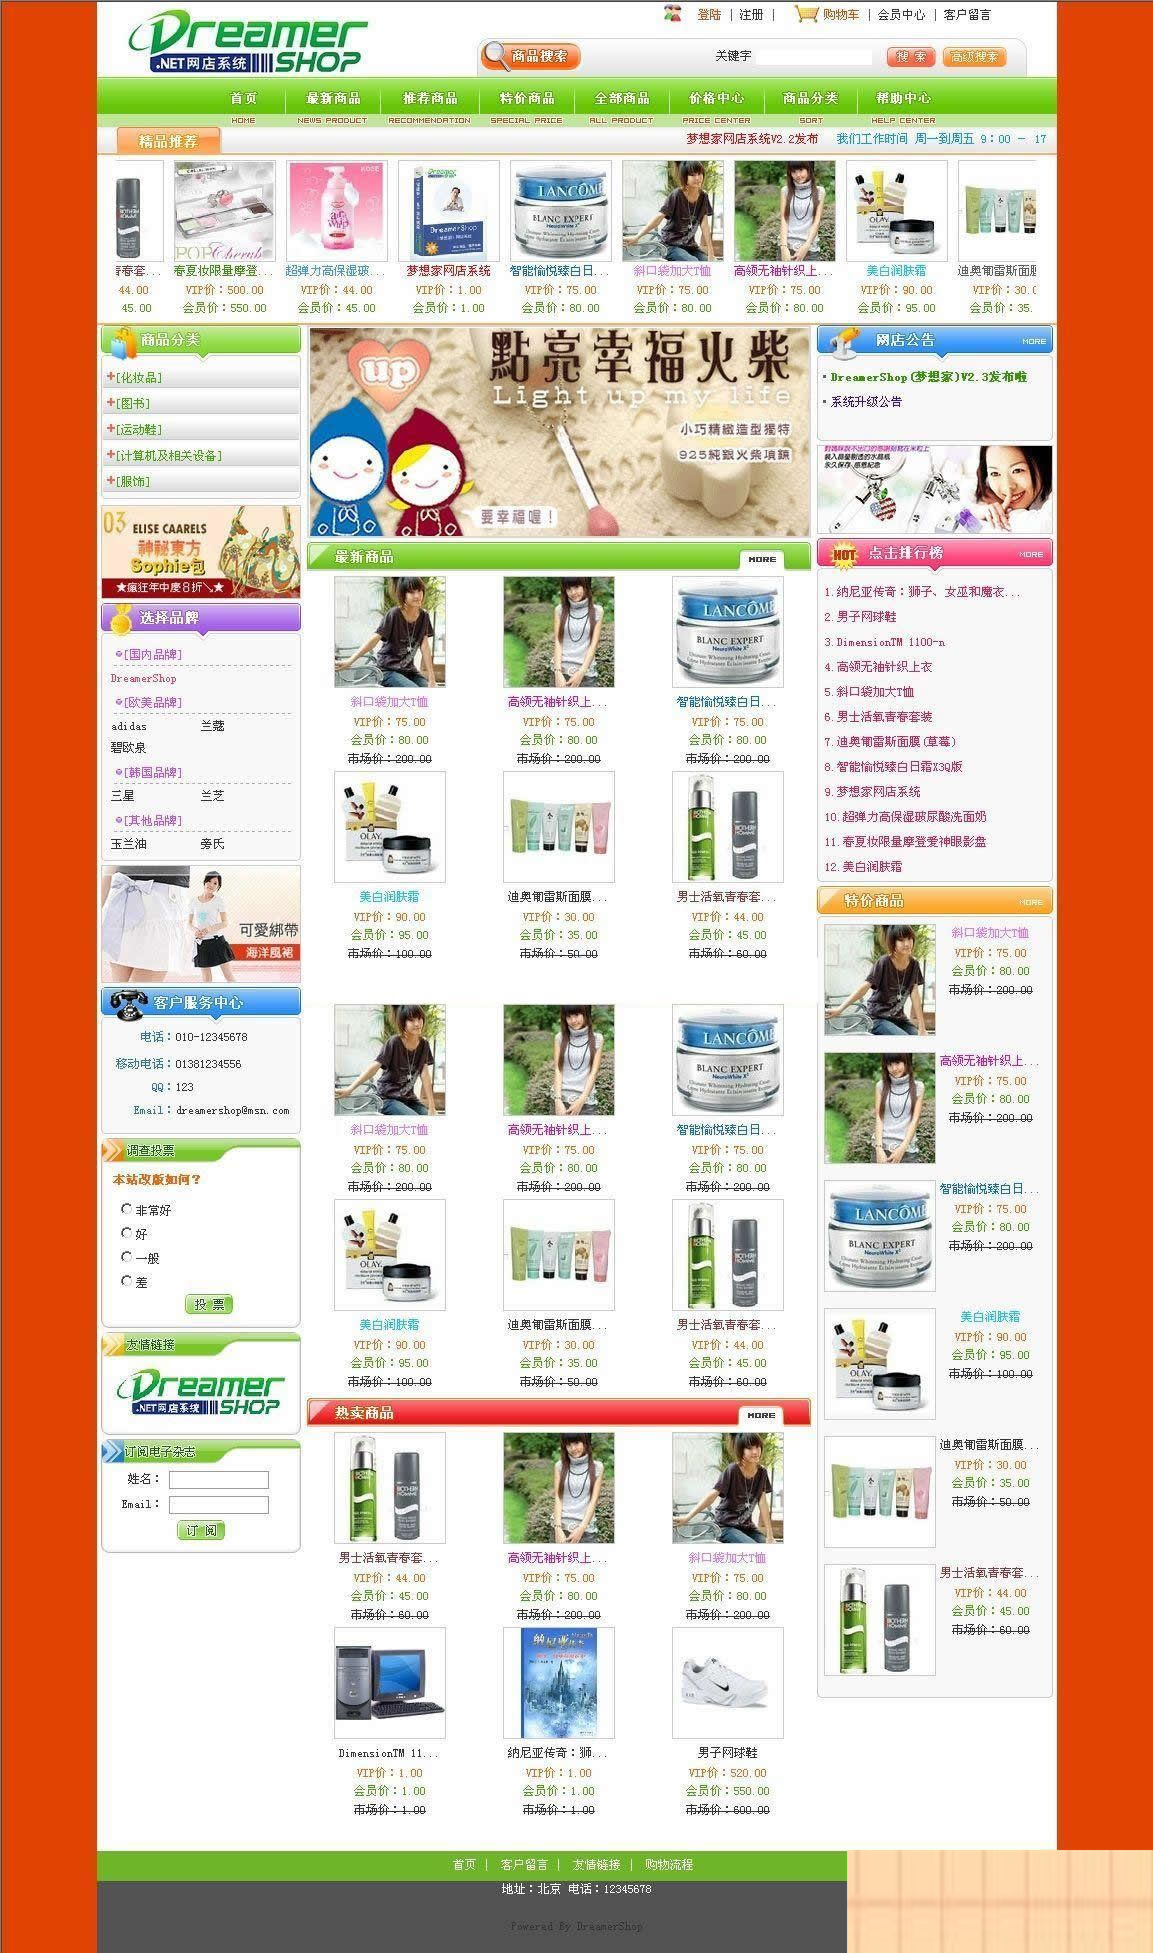 Dreamer
.NET网店系统 SHOP
登陆 | 注册 | 购物车 | 会员中心 | 客户留言
商品搜索 关键字 搜 索 高级搜索
首页 最新商品 推荐商品 特价商品 全部商品 价格中心 商品分类 帮助中心
HOME NEWS PRODUCT RECOMMENDATION SPECIAL PRICE ALL PRODUCT PRICE CENTER SORT HELP CENTER
精品推荐 梦想家网店系统V2.2发布 我们工作时间 周一到周五 9：00 － 17
青春套... 春夏妆限量摩登... 超弹力高保湿玻... 梦想家网店系统 智能愉悦臻白日... 斜口袋加大T恤 高领无袖针织上... 美白润肤霜 迪奥闺雷斯面膜
44.00 VIP价：500.00 VIP价：44.00 VIP价：1.00 VIP价：75.00 VIP价：75.00 VIP价：75.00 VIP价：90.00 VIP价：30.0
45.00 会员价：550.00 会员价：45.00 会员价：1.00 会员价：80.00 会员价：80.00 会员价：80.00 会员价：95.00 会员价：35.
商品分类
[化妆品]
[图书]
[运动鞋]
[计算机及相关设备]
[服饰]
03 ELISE CAARELS
神祕東方
Sophie包
★瘋狂年中慶8折↘★
选择品牌
[国内品牌]
DreamerShop
[欧美品牌]
adidas 兰蔻
碧欧泉
[韩国品牌]
三星 兰芝
[其他品牌]
玉兰油 旁氏
可愛綁帶
海洋風裙
客户服务中心
电话：010-12345678
移动电话：01381234556
QQ：123
Email：dreamershop@msn.com
调查投票
本站改版如何？
非常好
好
一般
差
投 票
友情链接
Dreamer
.NET网店系统 SHOP
订阅电子杂志
姓名：
Email：
订 阅
up
點亮幸福火柴
Light up my life
小巧精緻造型獨特
925純銀火柴項鍊
要幸福喔！
最新商品 MORE
斜口袋加大T恤 高领无袖针织上... 智能愉悦臻白日...
VIP价：75.00 VIP价：75.00 VIP价：75.00
会员价：80.00 会员价：80.00 会员价：80.00
市场价：200.00 市场价：200.00 市场价：200.00
美白润肤霜 迪奥闺雷斯面膜... 男士活氧青春套...
VIP价：90.00 VIP价：30.00 VIP价：44.00
会员价：95.00 会员价：35.00 会员价：45.00
市场价：100.00 市场价：50.00 市场价：60.00
斜口袋加大T恤 高领无袖针织上... 智能愉悦臻白日...
VIP价：75.00 VIP价：75.00 VIP价：75.00
会员价：80.00 会员价：80.00 会员价：80.00
市场价：200.00 市场价：200.00 市场价：200.00
美白润肤霜 迪奥闺雷斯面膜... 男士活氧青春套...
VIP价：90.00 VIP价：30.00 VIP价：44.00
会员价：95.00 会员价：35.00 会员价：45.00
市场价：100.00 市场价：50.00 市场价：60.00
热卖商品 MORE
男士活氧青春套... 高领无袖针织上... 斜口袋加大T恤
VIP价：44.00 VIP价：75.00 VIP价：75.00
会员价：45.00 会员价：80.00 会员价：80.00
市场价：60.00 市场价：200.00 市场价：200.00
DimensionTM 11... 纳尼亚传奇：狮... 男子网球鞋
VIP价：1.00 VIP价：1.00 VIP价：520.00
会员价：1.00 会员价：1.00 会员价：550.00
市场价：1.00 市场价：1.00 市场价：600.00
网店公告 MORE
DreamerShop(梦想家)V2.3发布啦
系统升级公告
永久保存 感恩紀念
HOT 点击排行榜 MORE
1.纳尼亚传奇：狮子、女巫和魔衣...
2.男子网球鞋
3.DimensionTM 1100-n
4.高领无袖针织上衣
5.斜口袋加大T恤
6.男士活氧青春套装
7.迪奥闺雷斯面膜(草莓)
8.智能愉悦臻白日霜X3Q版
9.梦想家网店系统
10.超弹力高保湿玻尿酸洗面奶
11.春夏妆限量摩登爱神眼影盘
12.美白润肤霜
特价商品 MORE
斜口袋加大T恤
VIP价：75.00
会员价：80.00
市场价：200.00
高领无袖针织上...
VIP价：75.00
会员价：80.00
市场价：200.00
智能愉悦臻白日...
VIP价：75.00
会员价：80.00
市场价：200.00
美白润肤霜
VIP价：90.00
会员价：95.00
市场价：100.00
迪奥闺雷斯面膜...
VIP价：30.00
会员价：35.00
市场价：50.00
男士活氧青春套...
VIP价：44.00
会员价：45.00
市场价：60.00
首页 | 客户留言 | 友情链接 | 购物流程
地址：北京 电话：12345678
Powered By DreamerShop